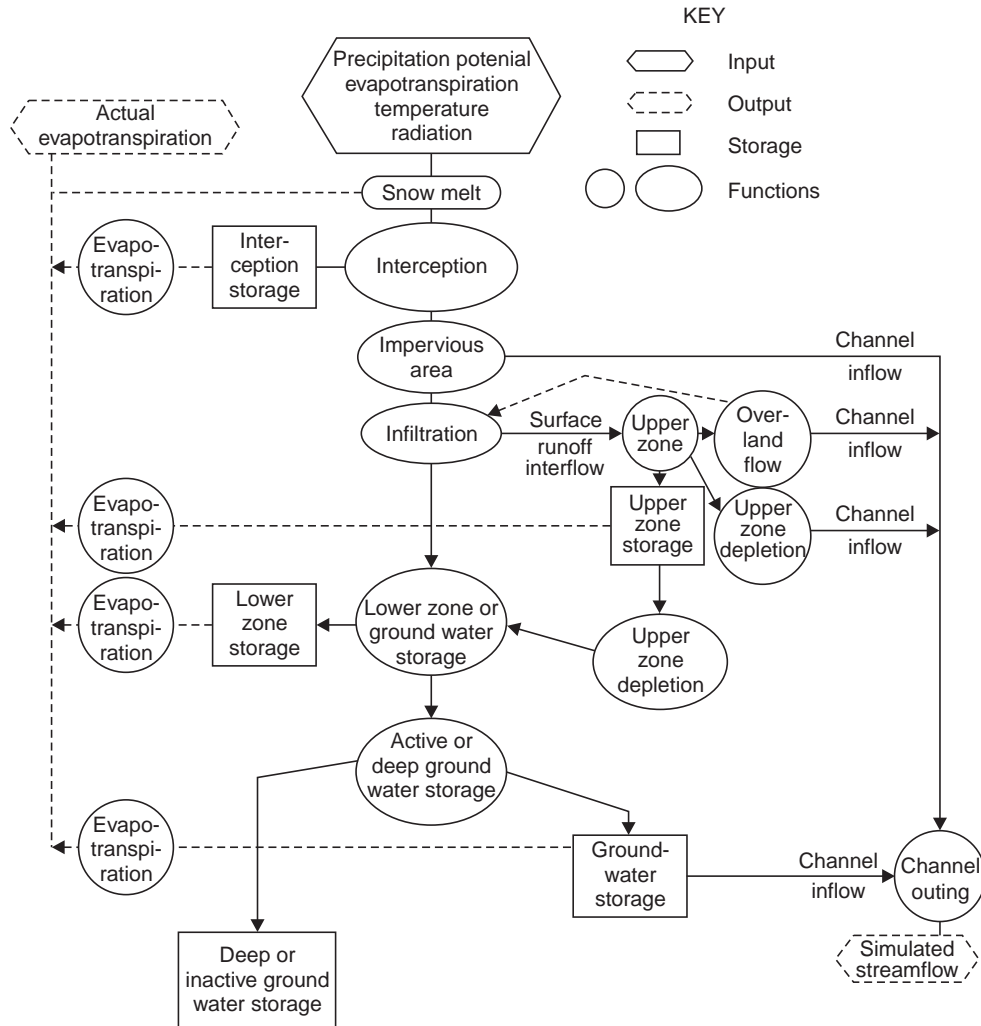 KEY
Input
Output
Storage
Functions
Precipitation potenial
evapotranspiration
temperature
radiation
Actual
evapotranspiration
Snow melt
Evapo-
transpi-
ration
Inter-
ception
storage
Interception
Impervious
area
Channel
inflow
Infiltration
Surface
runoff
interflow
Upper
zone
Over-
land
flow
Channel
inflow
Evapo-
transpi-
ration
Upper
zone
storage
Upper
zone
depletion
Channel
inflow
Evapo-
transpi-
ration
Lower
zone
storage
Lower zone or
ground water
storage
Upper
zone
depletion
Active or
deep ground
water storage
Evapo-
transpi-
ration
Ground-
water
storage
Channel
inflow
Channel
outing
Deep or
inactive ground
water storage
Simulated
streamflow